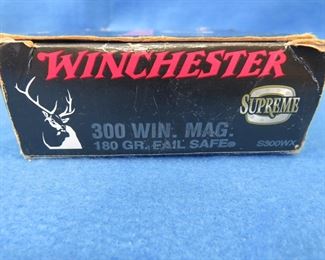 WINCHESTER
SUPREME
300 WIN. MAG.
180 GR. FAIL SAFE®
S300WX